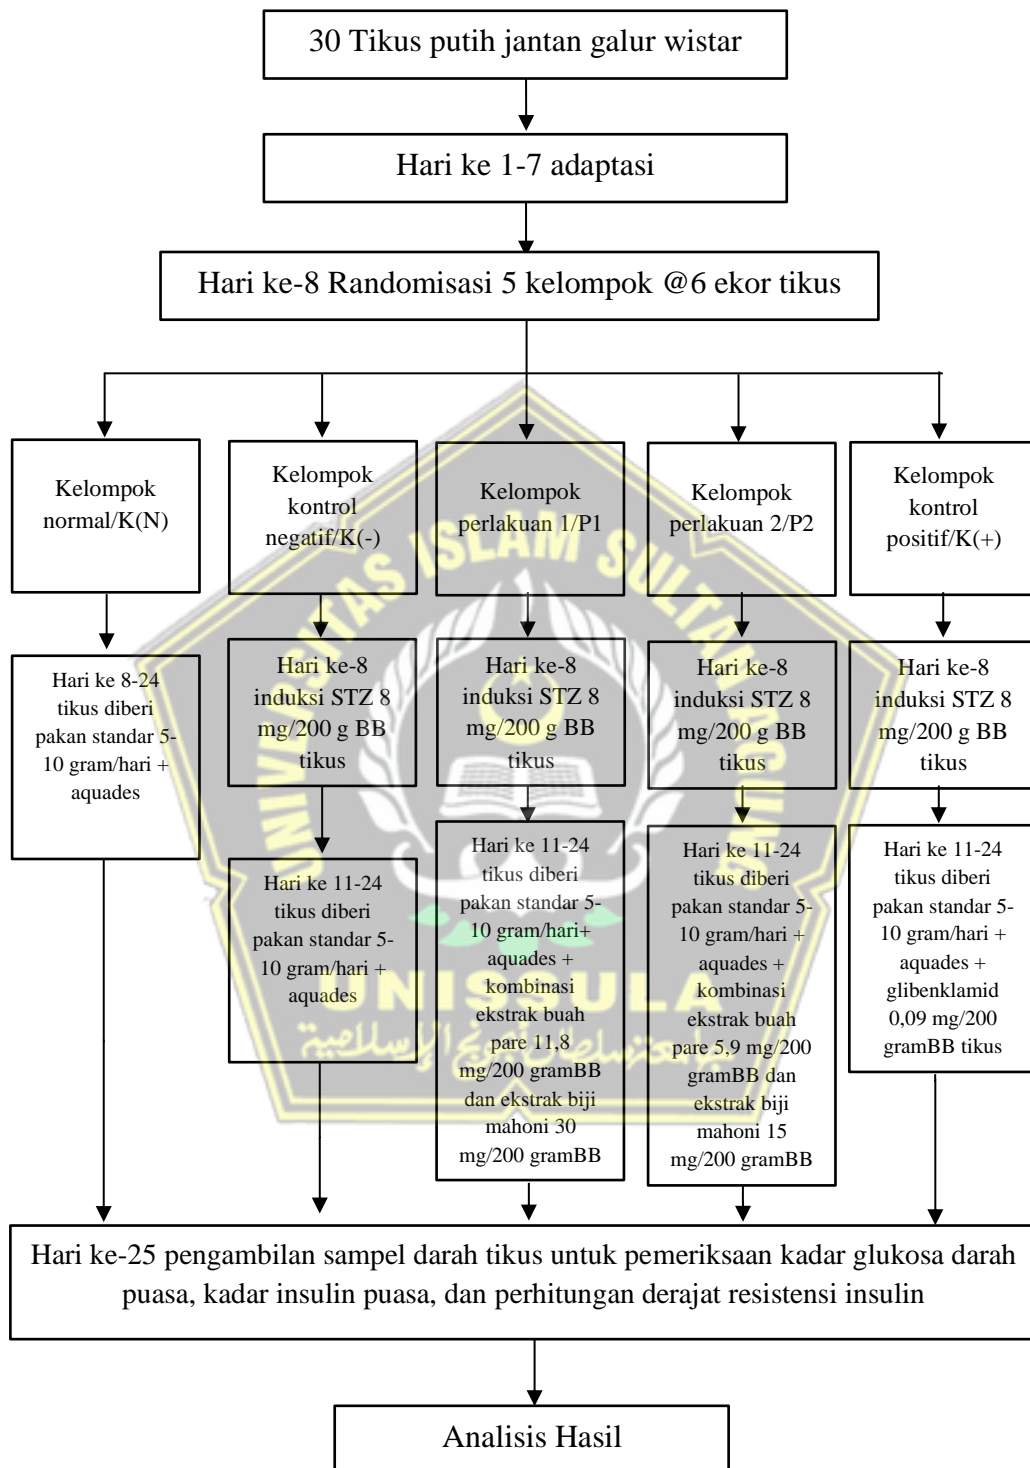 30 Tikus putih jantan galur wistar
Hari ke 1-7 adaptasi
Hari ke-8 Randomisasi 5 kelompok @6 ekor tikus
Kelompok
normal/K(N)
Kelompok
kontrol
negatif/K(-)
Kelompok
perlakuan 1/P1
Kelompok
perlakuan 2/P2
Kelompok
kontrol
positif/K(+)
Hari ke 8-24
tikus diberi
pakan standar 5-
10 gram/hari +
aquades
Hari ke-8
induksi STZ 8
mg/200 g BB
tikus
Hari ke-8
induksi STZ 8
mg/200 g BB
tikus
Hari ke-8
induksi STZ 8
mg/200 g BB
tikus
Hari ke-8
induksi STZ 8
mg/200 g BB
tikus
Hari ke 11-24
tikus diberi
pakan standar 5-
10 gram/hari +
aquades
Hari ke 11-24
tikus diberi
pakan standar 5-
10 gram/hari+
aquades +
kombinasi
ekstrak buah
pare 11,8
mg/200 gramBB
dan ekstrak biji
mahoni 30
mg/200 gramBB
Hari ke 11-24
tikus diberi
pakan standar 5-
10 gram/hari +
aquades +
kombinasi
ekstrak buah
pare 5,9 mg/200
gramBB dan
ekstrak biji
mahoni 15
mg/200 gramBB
Hari ke 11-24
tikus diberi
pakan standar 5-
10 gram/hari +
aquades +
glibenklamid
0,09 mg/200
gramBB tikus
Hari ke-25 pengambilan sampel darah tikus untuk pemeriksaan kadar glukosa darah
puasa, kadar insulin puasa, dan perhitungan derajat resistensi insulin
Analisis Hasil
UNIVERSITAS ISLAM SULTAN AGUNG
UNISSULA
جامعتسلطان أجونج الإسلامية